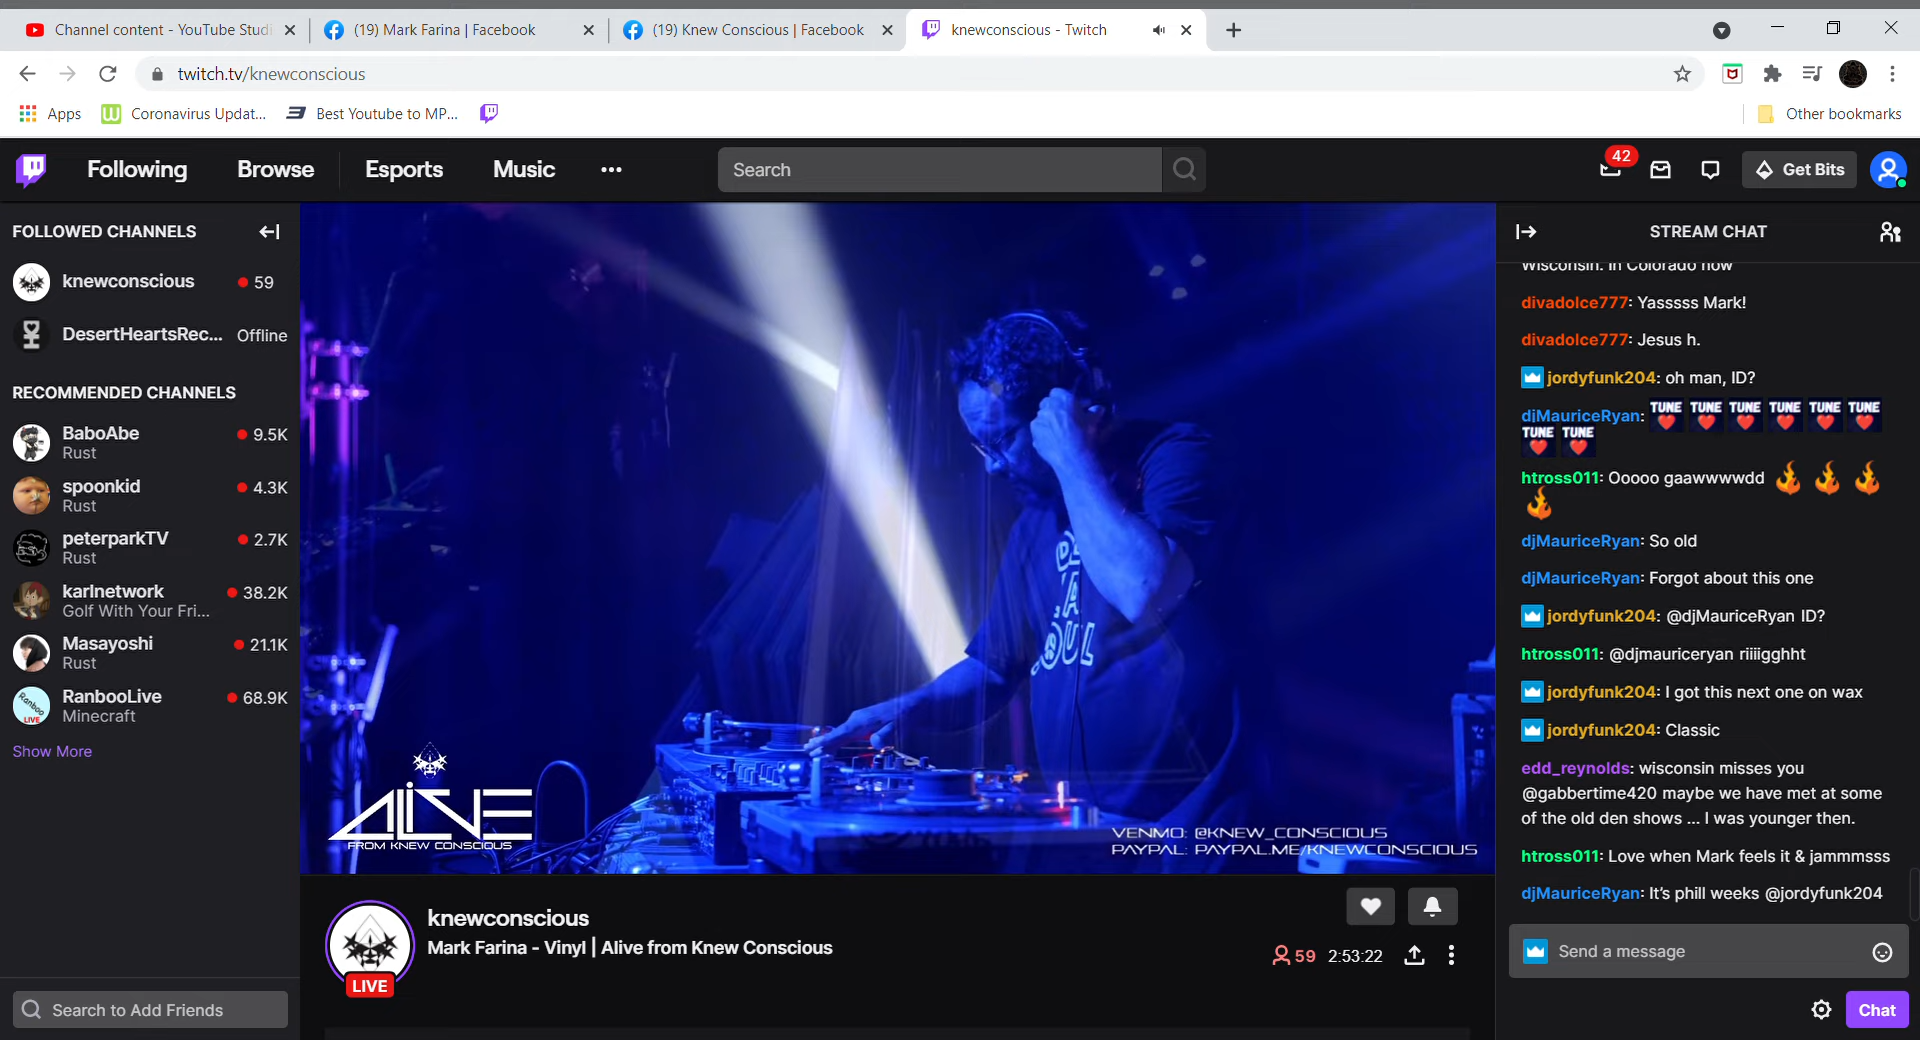 Channel content - YouTube Studi
(19) Mark Farina | Facebook
(19) Knew Conscious | Facebook
knewconscious - Twitch
twitch.tv/knewconscious
Apps
Coronavirus Updat...
Best Youtube to MP...
Other bookmarks
Following
Browse
Esports
Music
Search
42
Get Bits
FOLLOWED CHANNELS
knewconscious
59
DesertHeartsRec...
Offline
RECOMMENDED CHANNELS
BaboAbe
9.5K
Rust
spoonkid
4.3K
Rust
peterparkTV
2.7K
Rust
karlnetwork
38.2K
Golf With Your Fri...
Masayoshi
21.1K
Rust
RanbooLive
68.9K
Minecraft
Show More
Search to Add Friends
ALIVE
FROM KNEW CONSCIOUS
VENMO: @KNEW_CONSCIOUS
PAYPAL: PAYPAL.ME/KNEWCONSCIOUS
knewconscious
Mark Farina - Vinyl | Alive from Knew Conscious
LIVE
59
2:53:22
STREAM CHAT
Wisconsin. In Colorado now
divadolce777: Yasssss Mark!
divadolce777: Jesus h.
jordyfunk204: oh man, ID?
djMauriceRyan: TUNE TUNE TUNE TUNE TUNE TUNE
TUNE TUNE
htross011: Ooooo gaawwwwdd
djMauriceRyan: So old
djMauriceRyan: Forgot about this one
jordyfunk204: @djMauriceRyan ID?
htross011: @djmauriceryan riiiigghht
jordyfunk204: I got this next one on wax
jordyfunk204: Classic
edd_reynolds: wisconsin misses you
@gabbertime420 maybe we have met at some
of the old den shows ... I was younger then.
htross011: Love when Mark feels it & jammmsss
djMauriceRyan: It's phill weeks @jordyfunk204
Send a message
Chat